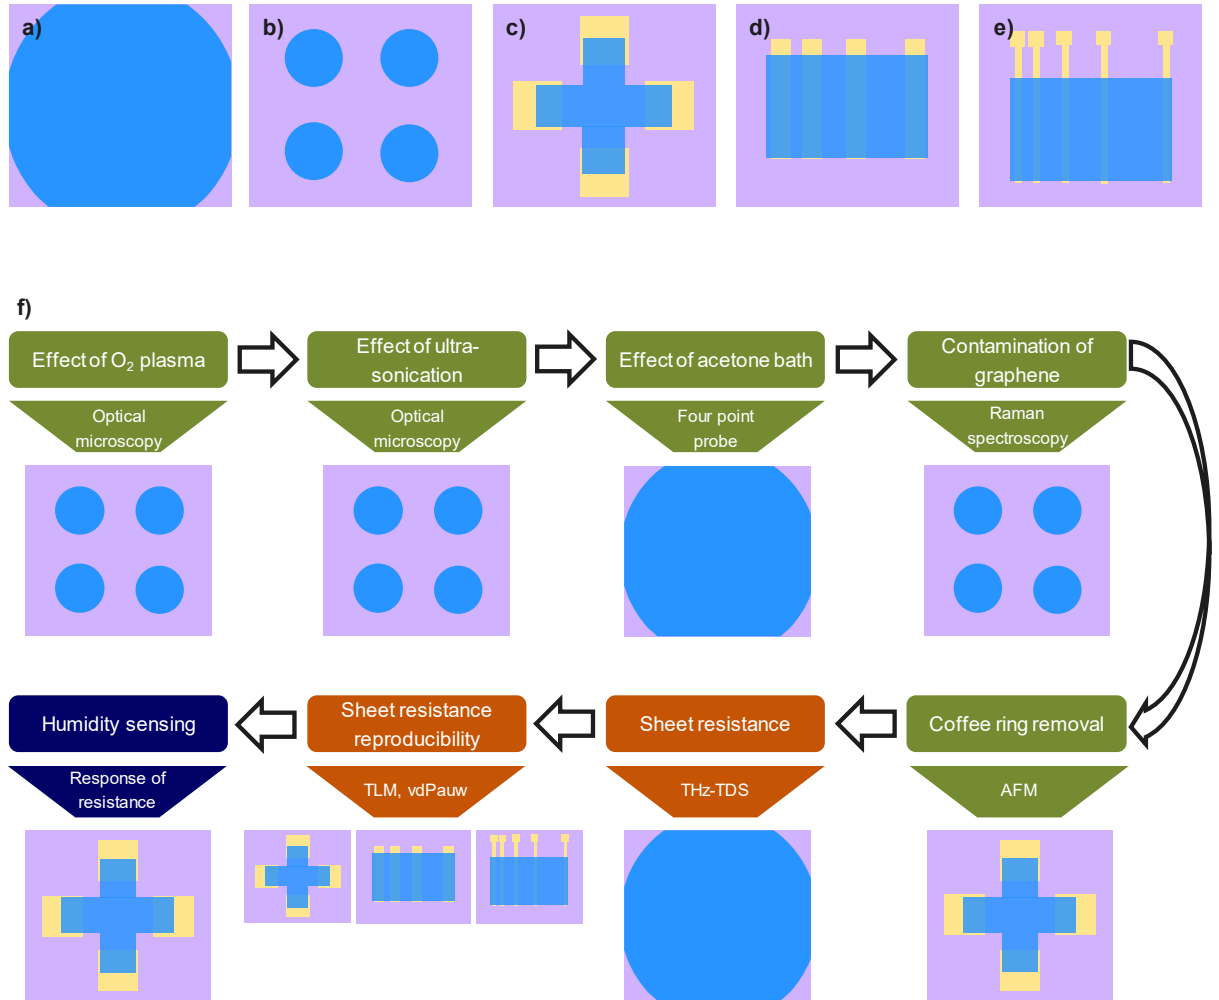 a)
b)
c)
d)
e)
f)
Effect of O₂ plasma
Effect of ultra-
sonication
Effect of acetone bath
Contamination of
graphene
Optical
microscopy
Optical
microscopy
Four point
probe
Raman
spectroscopy
Humidity sensing
Sheet resistance
reproducibility
Sheet resistance
Coffee ring removal
Response of
resistance
TLM, vdPauw
THz-TDS
AFM